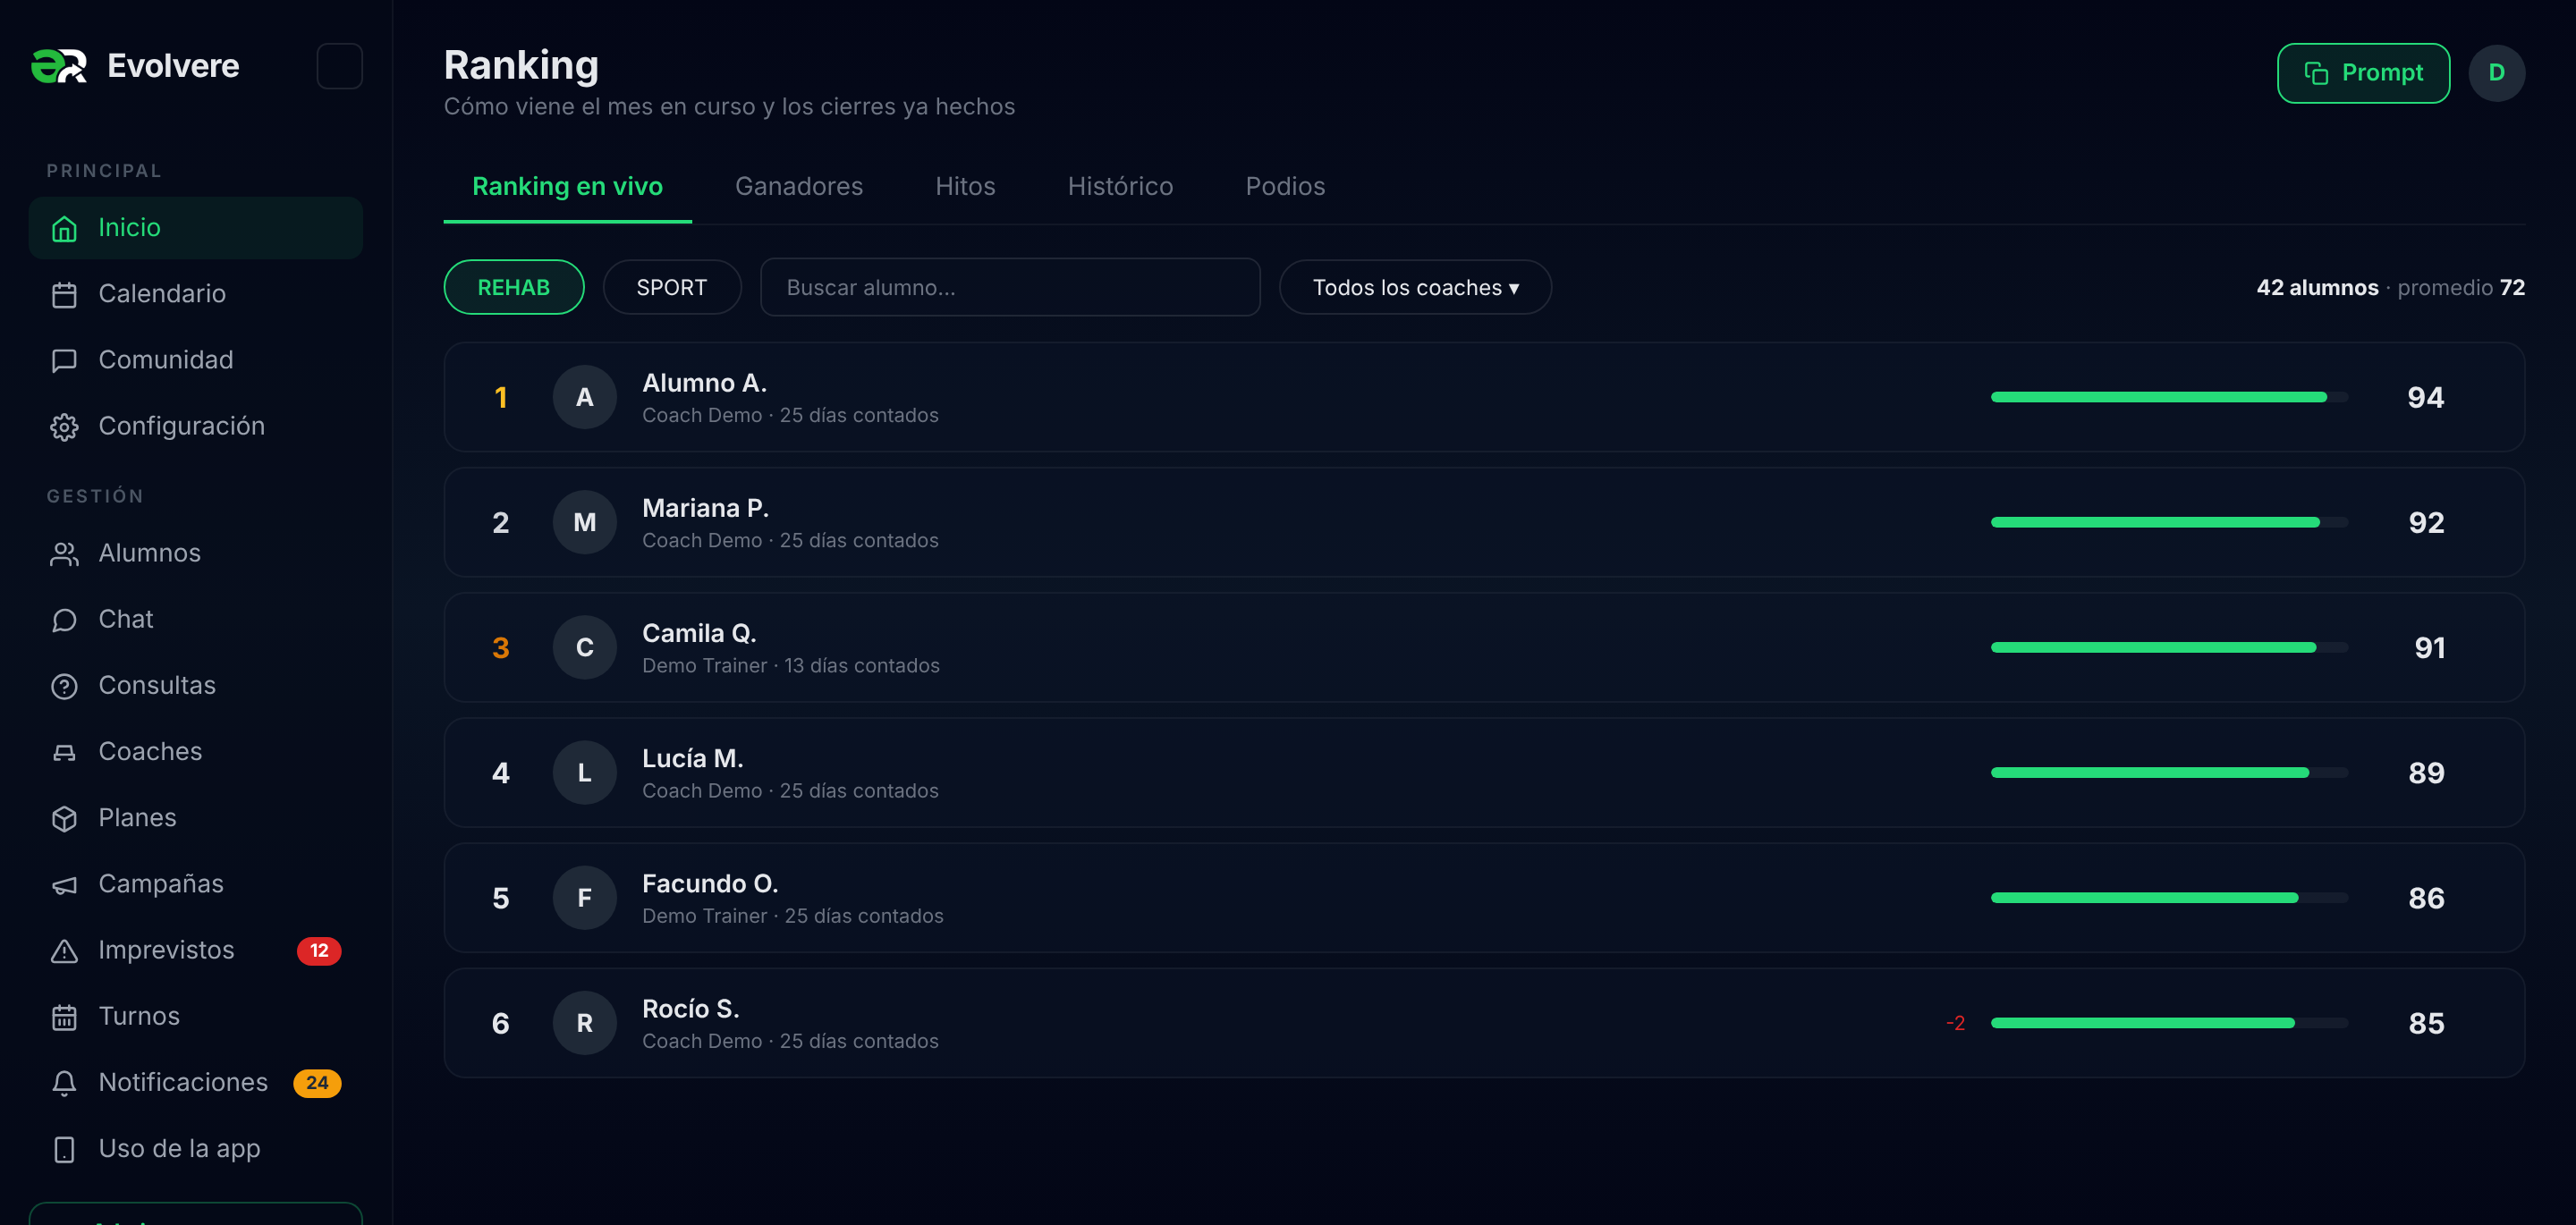 Evolvere
PRINCIPAL
Inicio
Calendario
Comunidad
Configuración
GESTIÓN
Alumnos
Chat
Consultas
Coaches
Planes
Campañas
Imprevistos 12
Turnos
Notificaciones 24
Uso de la app
Ranking
Cómo viene el mes en curso y los cierres ya hechos
Prompt D
Ranking en vivo Ganadores Hitos Histórico Podios
REHAB SPORT Buscar alumno... Todos los coaches ▾ 42 alumnos · promedio 72
1 A Alumno A. 94
Coach Demo · 25 días contados
2 M Mariana P. 92
Coach Demo · 25 días contados
3 C Camila Q. 91
Demo Trainer · 13 días contados
4 L Lucía M. 89
Coach Demo · 25 días contados
5 F Facundo O. 86
Demo Trainer · 25 días contados
6 R Rocío S. -2 85
Coach Demo · 25 días contados